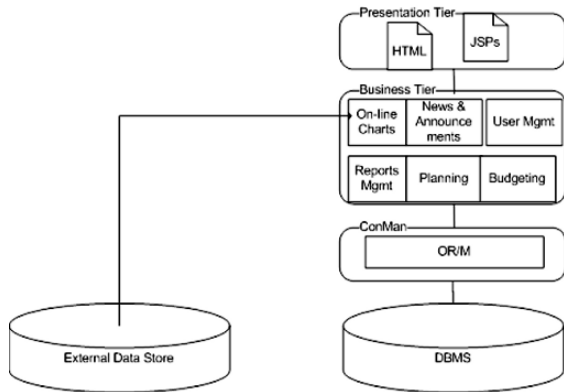 Presentation Tier
HTML
JSPs
Business Tier
On-line
Charts
News &
Announce
ments
User Mgmt
Reports
Mgmt
Planning
Budgeting
ConMan
OR/M
External Data Store
DBMS